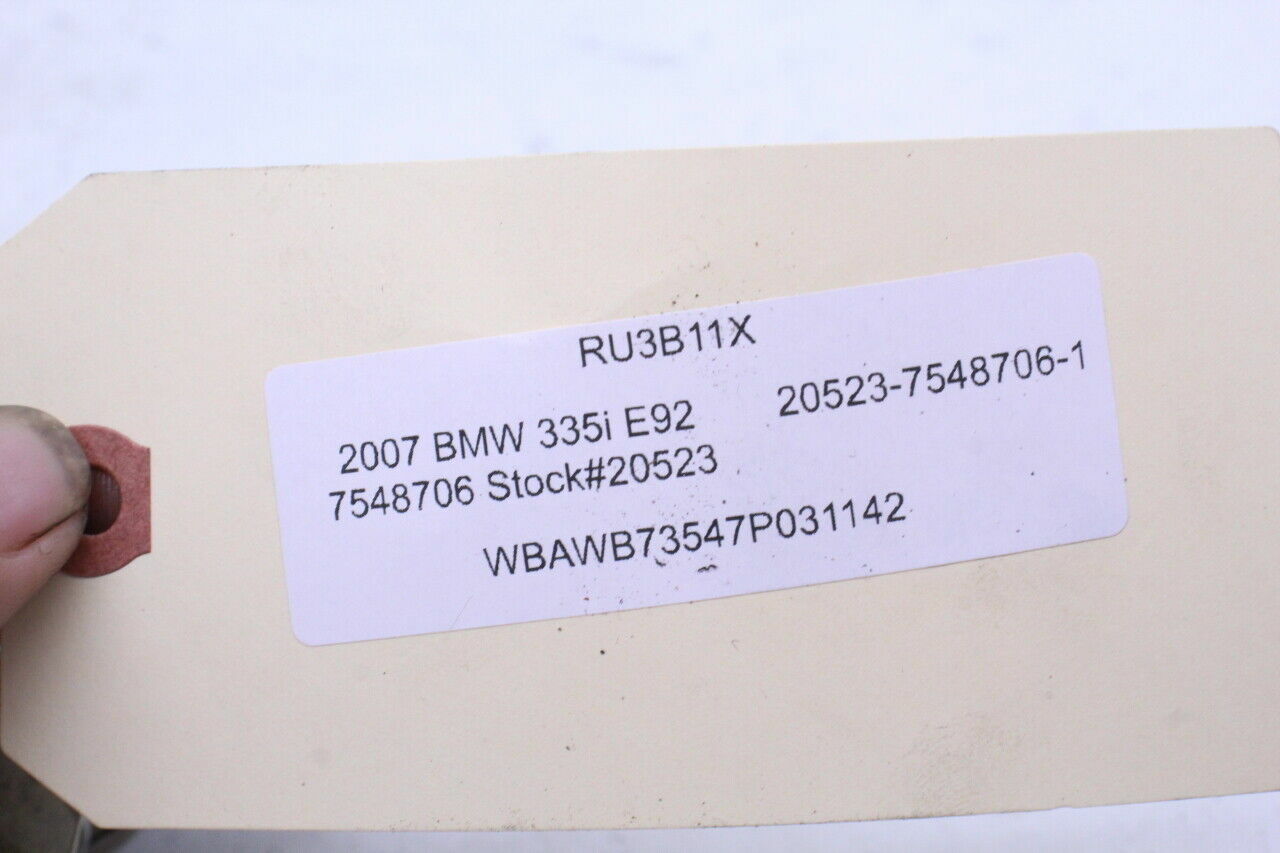 RU3B11X
2007 BMW 335i E92 20523-7548706-1
7548706 Stock#20523
WBAWB73547P031142